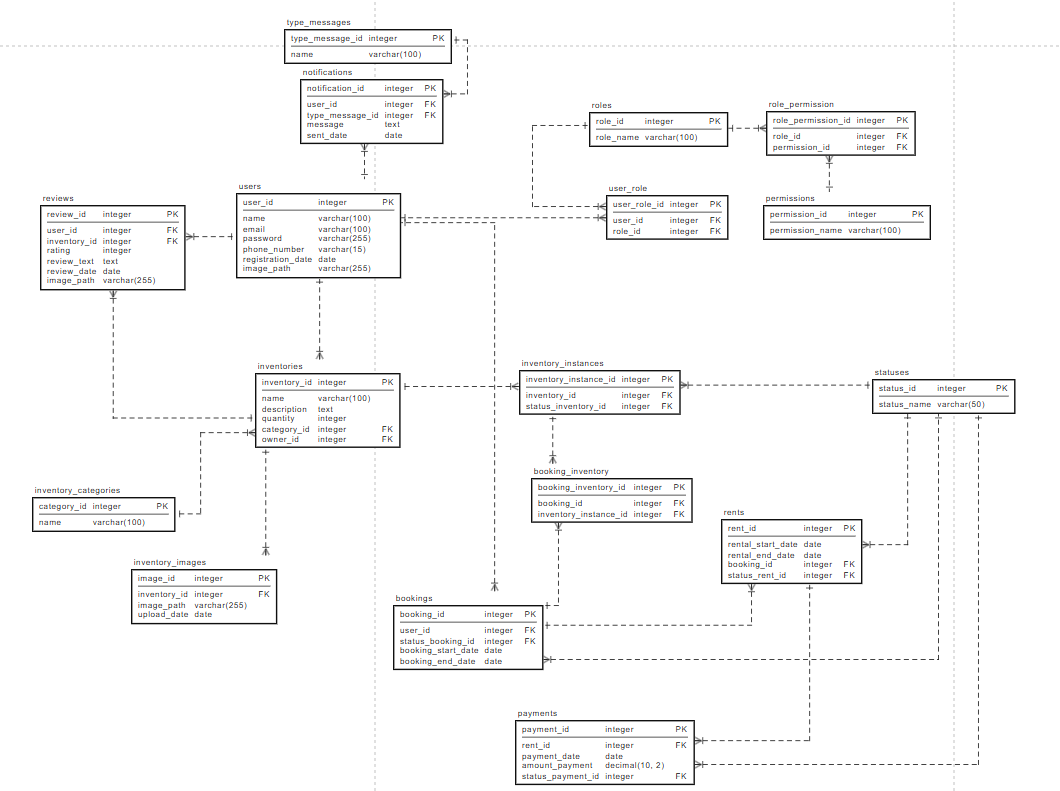 type_messages
type_message_id integer PK
name varchar(100)
notifications
notification_id integer PK
user_id integer FK
type_message_id integer FK
message text
sent_date date
roles
role_id integer PK
role_name varchar(100)
role_permission
role_permission_id integer PK
role_id integer FK
permission_id integer FK
users
user_id integer PK
name varchar(100)
email varchar(100)
password varchar(255)
phone_number varchar(15)
registration_date date
image_path varchar(255)
reviews
review_id integer PK
user_id integer FK
inventory_id integer FK
rating integer
review_text text
review_date date
image_path varchar(255)
user_role
user_role_id integer PK
user_id integer FK
role_id integer FK
permissions
permission_id integer PK
permission_name varchar(100)
inventories
inventory_id integer PK
name varchar(100)
description text
quantity integer
category_id integer FK
owner_id integer FK
inventory_instances
inventory_instance_id integer PK
inventory_id integer FK
status_inventory_id integer FK
statuses
status_id integer PK
status_name varchar(50)
inventory_categories
category_id integer PK
name varchar(100)
booking_inventory
booking_inventory_id integer PK
booking_id integer FK
inventory_instance_id integer FK
rents
rent_id integer PK
rental_start_date date
rental_end_date date
booking_id integer FK
status_rent_id integer FK
inventory_images
image_id integer PK
inventory_id integer FK
image_path varchar(255)
upload_date date
bookings
booking_id integer PK
user_id integer FK
status_booking_id integer FK
booking_start_date date
booking_end_date date
payments
payment_id integer PK
rent_id integer FK
payment_date date
amount_payment decimal(10, 2)
status_payment_id integer FK